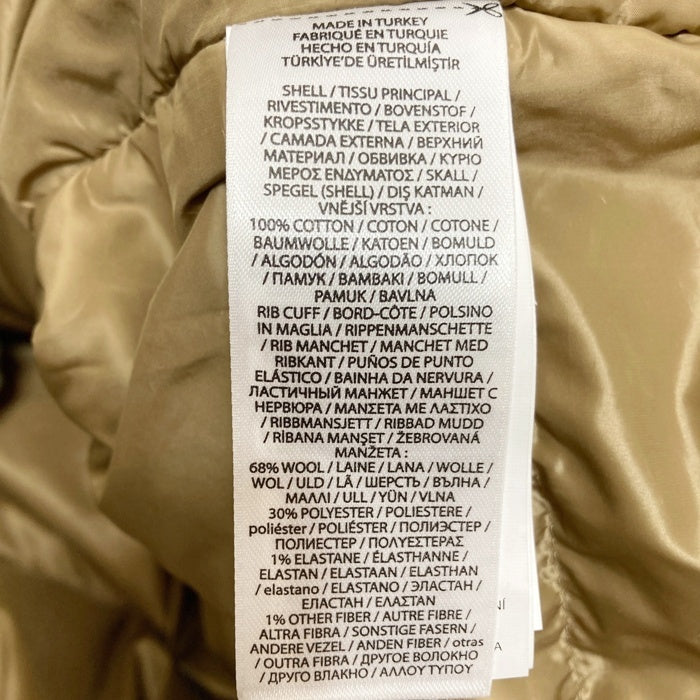 MADE IN TURKEY
FABRIQUÉ EN TURQUIE
HECHO EN TURQUÍA
TÜRKİYE'DE ÜRETİLMİŞTİR
SHELL / TISSU PRINCIPAL /
RIVESTIMENTO / BOVENSTOF /
KROPSSTYKKE / TELA EXTERIOR
/ CAMADA EXTERNA / ВЕРХНИЙ
МАТЕРИАЛ / ОБВИВКА / ΚΥΡΙΟ
ΜΕΡΟΣ ΕΝΔΥΜΑΤΟΣ / SKALL /
SPEGEL (SHELL) / DIŞ KATMAN /
VNĚJŠÍ VRSTVA :
100% COTTON / COTON / COTONE /
BAUMWOLLE / KATOEN / BOMULD
/ ALGODÓN / ALGODÃO / ХЛОПОК
/ ПАМУК / ΒΑΜΒΑΚΙ / BOMULL /
PAMUK / BAVLNA
RIB CUFF / BORD-CÔTE / POLSINO
IN MAGLIA / RIPPENMANSCHETTE
/ RIB MANCHET / MANCHET MED
RIBKANT / PUÑOS DE PUNTO
ELÁSTICO / BAINHA DA NERVURA /
ЛАСТИЧНЫЙ МАНЖЕТ / МАНШЕТ С
НЕРВЮРА / ΜΑΝΣΕΤΑ ΜΕ ΛΑΣΤΙΧΟ
/ RIBBMANSJETT / RIBBAD MUDD
/ RİBANA MANŞET / ŽEBROVANÁ
MANŽETA :
68% WOOL / LAINE / LANA / WOLLE /
WOL / ULD / LÃ / ШЕРСТЬ / ВЪЛНА /
ΜΑΛΛΙ / ULL / YÜN / VLNA
30% POLYESTER / POLIESTERE /
poliéster / POLIÉSTER / ПОЛИЭСТЕР /
ПОЛИЕСТЕР / ΠΟΛΥΕΣΤΕΡΑΣ
1% ELASTANE / ÉLASTHANNE /
ELASTAN / ELASTAAN / ELASTHAN
/ elastano / ELASTANO / ЭЛАСТАН /
ЕЛАСТАН / ΕΛΑΣΤΑΝ
1% OTHER FIBER / AUTRE FIBRE /
ALTRA FIBRA / SONSTIGE FASERN /
ANDERE VEZEL / ANDEN FIBER / otras
/ OUTRA FIBRA / ДРУГОЕ ВОЛОКНО
/ ДРУГО ВЛАКНО / ΑΛΛΟΥ ΤΥΠΟΥ